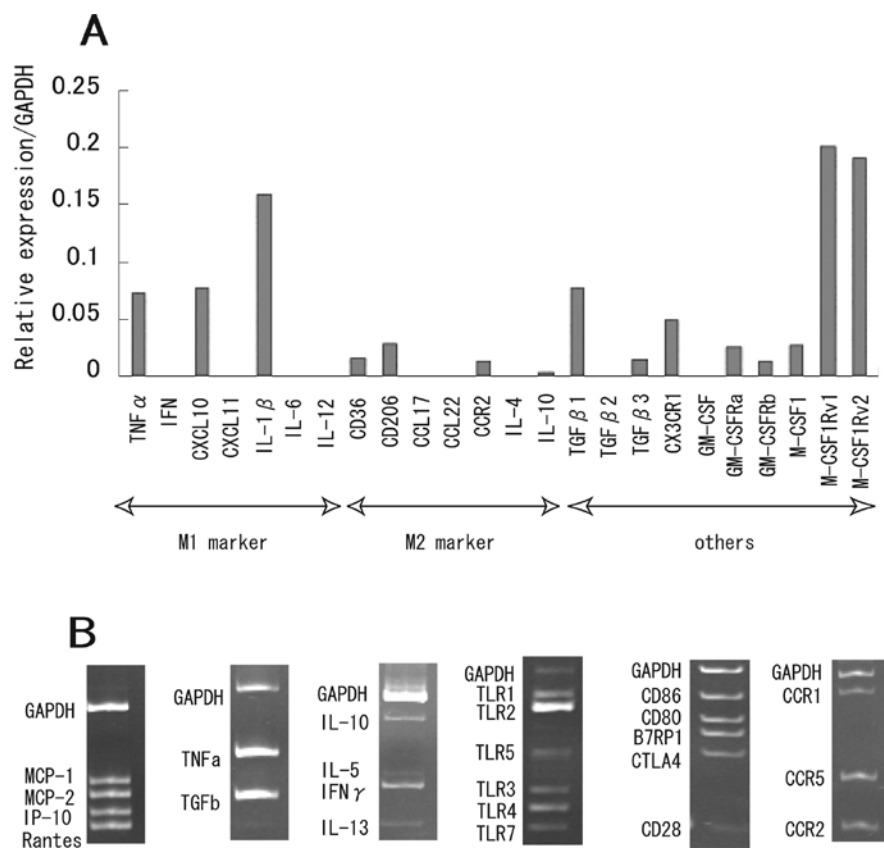 A
Relative expression/GAPDH
0.25
0.2
0.15
0.1
0.05
0
TNFα
IFN
CXCL10
CXCL11
IL-1β
IL-6
IL-12
CD36
CD206
CCL17
CCL22
CCR2
IL-4
IL-10
TGFβ1
TGFβ2
TGFβ3
CX3CR1
GM-CSF
GM-CSFRa
GM-CSFRb
M-CSF1
M-CSF1Rv1
M-CSF1Rv2
M1 marker
M2 marker
others
B
GAPDH
MCP-1
MCP-2
IP-10
Rantes
GAPDH
TNFa
TGFb
GAPDH
IL-10
IL-5
IFNγ
IL-13
GAPDH
TLR1
TLR2
TLR5
TLR3
TLR4
TLR7
GAPDH
CD86
CD80
B7RP1
CTLA4
CD28
GAPDH
CCR1
CCR5
CCR2